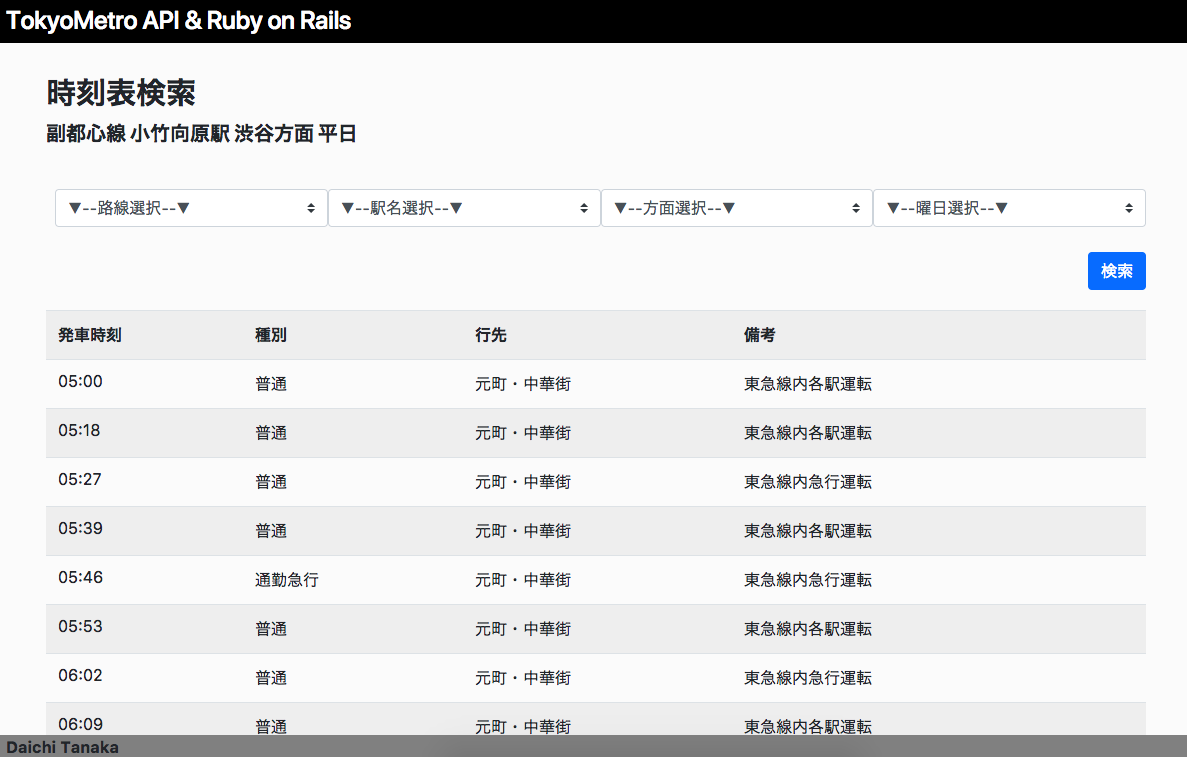 TokyoMetro API & Ruby on Rails
時刻表検索
副都心線 小竹向原駅 渋谷方面 平日
▼--路線選択--▼ ▼--駅名選択--▼ ▼--方面選択--▼ ▼--曜日選択--▼
検索
発車時刻 種別 行先 備考
05:00 普通 元町・中華街 東急線内各駅運転
05:18 普通 元町・中華街 東急線内各駅運転
05:27 普通 元町・中華街 東急線内急行運転
05:39 普通 元町・中華街 東急線内各駅運転
05:46 通勤急行 元町・中華街 東急線内急行運転
05:53 普通 元町・中華街 東急線内各駅運転
06:02 普通 元町・中華街 東急線内急行運転
06:09 普通 元町・中華街 東急線内各駅運転
Daichi Tanaka